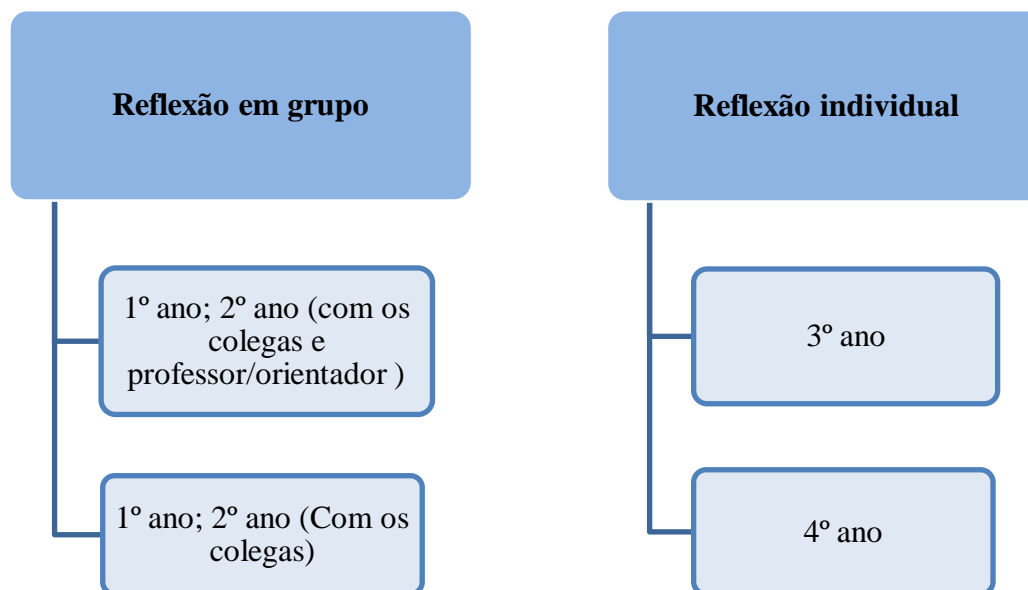 Reflexão em grupo
1º ano; 2º ano (com os
colegas e
professor/orientador )
1º ano; 2º ano (Com os
colegas)
Reflexão individual
3º ano
4º ano